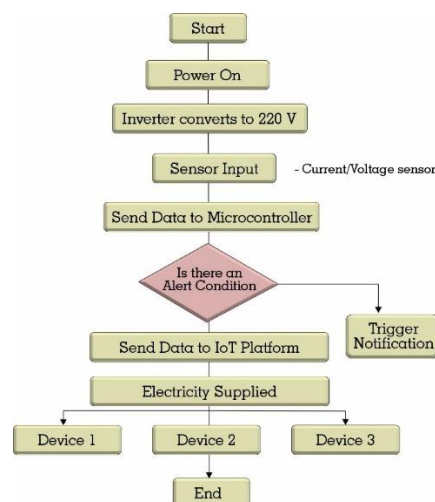 Start
Power On
Inverter converts to 220 V
Sensor Input
- Current/Voltage sensor
Send Data to Microcontroller
Is there an
Alert Condition
Trigger
Notification
Send Data to IoT Platform
Electricity Supplied
Device 1
Device 2
Device 3
End